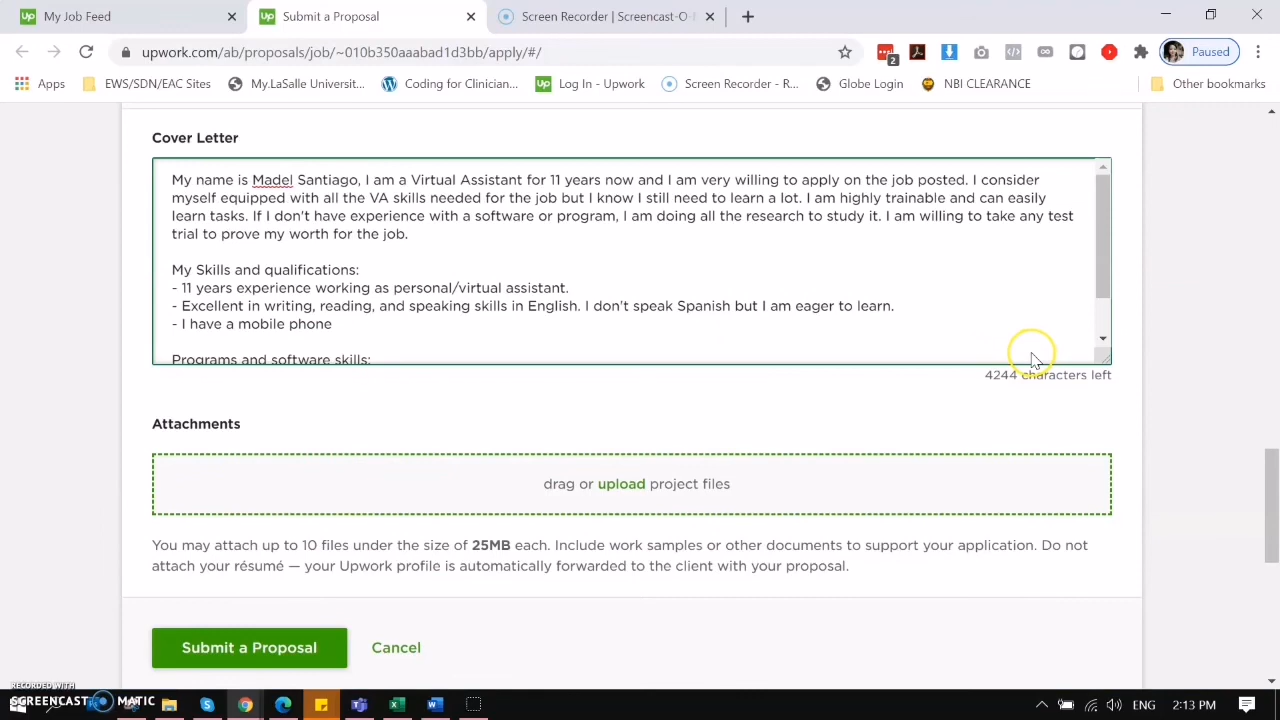 My Job Feed
Submit a Proposal
Screen Recorder | Screencast-O-
upwork.com/ab/proposals/job/~010b350aaabad1d3bb/apply/#/
2
Paused
Apps
EWS/SDN/EAC Sites
My.LaSalle Universit...
Coding for Clinician...
Log In - Upwork
Screen Recorder - R...
Globe Login
NBI CLEARANCE
Other bookmarks
Cover Letter
My name is Madel Santiago, I am a Virtual Assistant for 11 years now and I am very willing to apply on the job posted. I consider
myself equipped with all the VA skills needed for the job but I know I still need to learn a lot. I am highly trainable and can easily
learn tasks. If I don't have experience with a software or program, I am doing all the research to study it. I am willing to take any test
trial to prove my worth for the job.
My Skills and qualifications:
- 11 years experience working as personal/virtual assistant.
- Excellent in writing, reading, and speaking skills in English. I don't speak Spanish but I am eager to learn.
- I have a mobile phone
Programs and software skills:
4244 characters left
Attachments
drag or upload project files
You may attach up to 10 files under the size of 25MB each. Include work samples or other documents to support your application. Do not
attach your résumé — your Upwork profile is automatically forwarded to the client with your proposal.
Submit a Proposal
Cancel
RECORDED WITH
SCREENCAST MATIC
ENG
2:13 PM